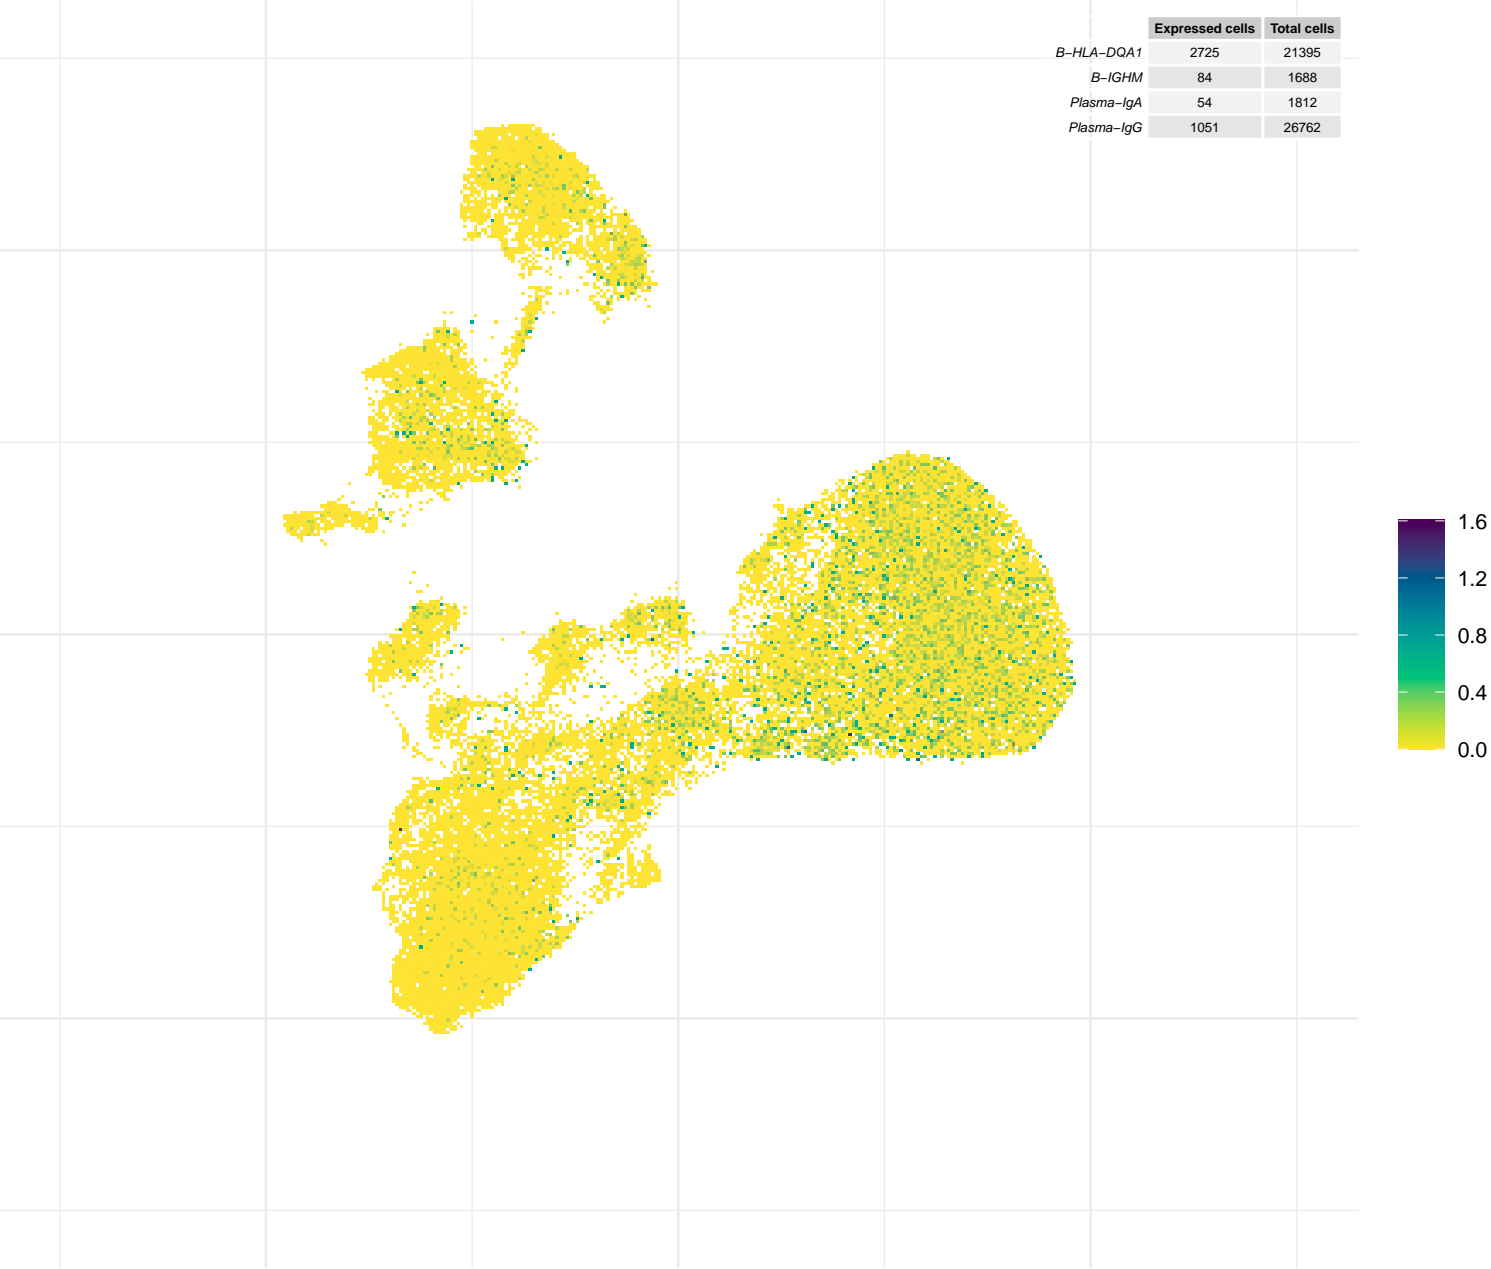 Expressed cells Total cells
B−HLA−DQA1 2725 21395
B−IGHM 84 1688
Plasma−IgA 54 1812
Plasma−IgG 1051 26762
1.6
1.2
0.8
0.4
0.0